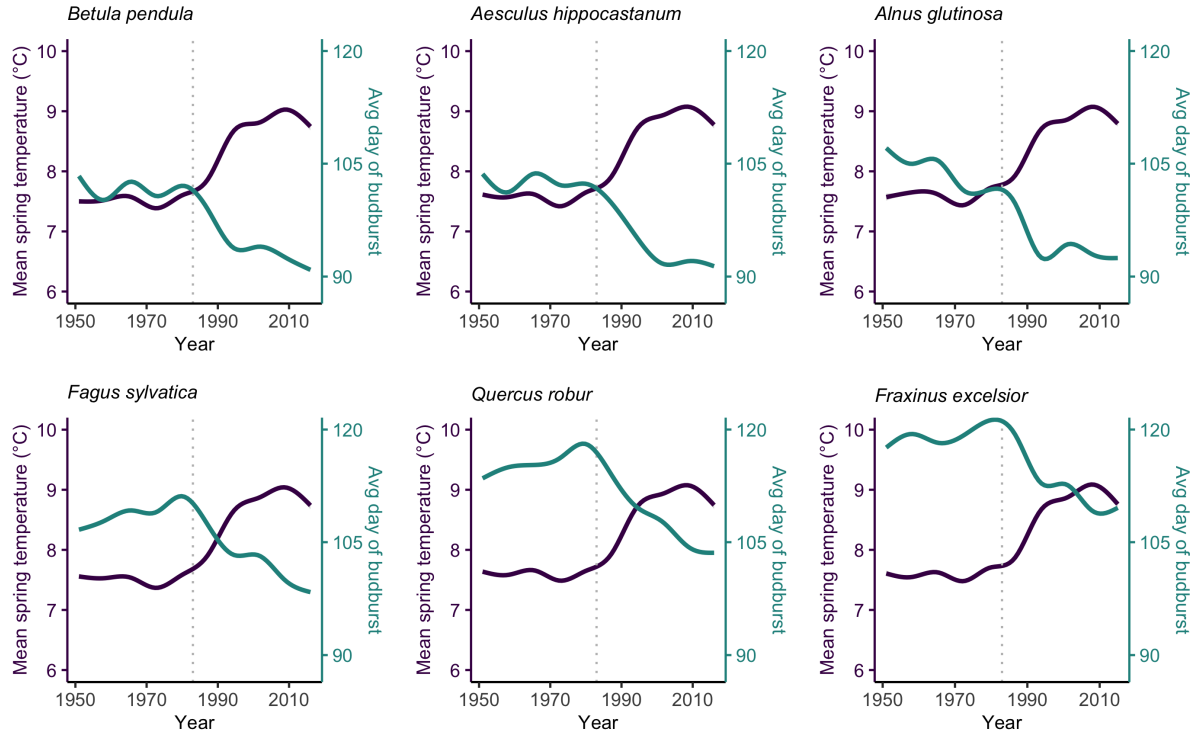 Betula pendula
Mean spring temperature (°C)
10
9
8
7
6
120
105
90
Avg day of budburst
1950 1970 1990 2010
Year
Aesculus hippocastanum
Mean spring temperature (°C)
10
9
8
7
6
120
105
90
Avg day of budburst
1950 1970 1990 2010
Year
Alnus glutinosa
Mean spring temperature (°C)
10
9
8
7
6
120
105
90
Avg day of budburst
1950 1970 1990 2010
Year
Fagus sylvatica
Mean spring temperature (°C)
10
9
8
7
6
120
105
90
Avg day of budburst
1950 1970 1990 2010
Year
Quercus robur
Mean spring temperature (°C)
10
9
8
7
6
120
105
90
Avg day of budburst
1950 1970 1990 2010
Year
Fraxinus excelsior
Mean spring temperature (°C)
10
9
8
7
6
120
105
90
Avg day of budburst
1950 1970 1990 2010
Year